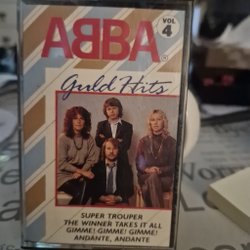 ABBA®
VOL
4
Guld Hits
SUPER TROUPER
THE WINNER TAKES IT ALL
GIMME! GIMME! GIMME!
ANDANTE, ANDANTE